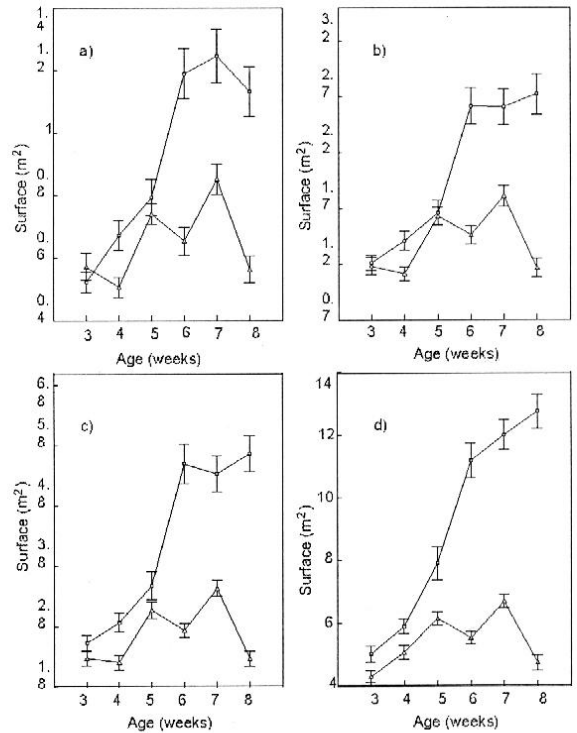 a)
Surface (m²)
1.
4
1.
2
1.
0.
8
0.
6
0.
4
3 4 5 6 7 8
Age (weeks)
b)
Surface (m²)
3.
2
2.
7
2.
2
1.
7
1.
2
0.
7
3 4 5 6 7 8
Age (weeks)
c)
Surface (m²)
6.
8
5.
8
4.
8
3.
8
2.
8
1.
8
3 4 5 6 7 8
Age (weeks)
d)
Surface (m²)
14
12
10
8
6
4
3 4 5 6 7 8
Age (weeks)